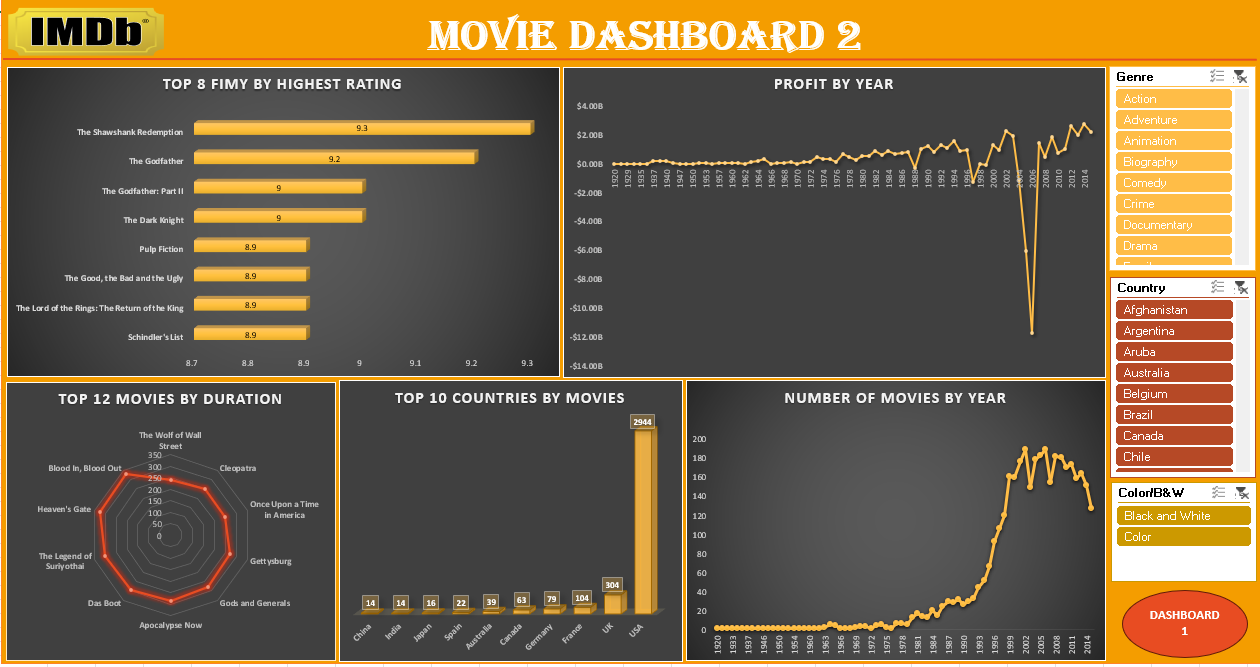 IMDb
MOVIE DASHBOARD 2
TOP 8 FIMY BY HIGHEST RATING
The Shawshank Redemption
9.3
The Godfather
9.2
The Godfather: Part II
9
The Dark Knight
9
Pulp Fiction
8.9
The Good, the Bad and the Ugly
8.9
The Lord of the Rings: The Return of the King
8.9
Schindler's List
8.9
8.7 8.8 8.9 9 9.1 9.2 9.3
PROFIT BY YEAR
$4.00B
$2.00B
$0.00B
-$2.00B
-$4.00B
-$6.00B
-$8.00B
-$10.00B
-$12.00B
-$14.00B
1920 1929 1935 1937 1940 1947 1950 1953 1957 1960 1962 1964 1966 1968 1970 1972 1974 1976 1978 1980 1982 1984 1986 1988 1990 1992 1994 1996 1998 2000 2002 2004 2006 2008 2010 2012 2014
Genre
Action
Adventure
Animation
Biography
Comedy
Crime
Documentary
Drama
Country
Afghanistan
Argentina
Aruba
Australia
Belgium
Brazil
Canada
Chile
Color/B&W
Black and White
Color
DASHBOARD
1
TOP 12 MOVIES BY DURATION
The Wolf of Wall
Street
Cleopatra
Once Upon a Time
in America
Gettysburg
Gods and Generals
Apocalypse Now
Das Boot
The Legend of
Suriyothai
Heaven's Gate
Blood In, Blood Out
350
300
250
200
150
100
50
0
TOP 10 COUNTRIES BY MOVIES
14 14 16 22 39 63 79 104 304 2944
China India Japan Spain Australia Canada Germany France UK USA
NUMBER OF MOVIES BY YEAR
200
180
160
140
120
100
80
60
40
20
0
1920 1933 1937 1946 1950 1954 1960 1963 1966 1969 1972 1975 1978 1981 1984 1987 1990 1993 1996 1999 2002 2005 2008 2011 2014